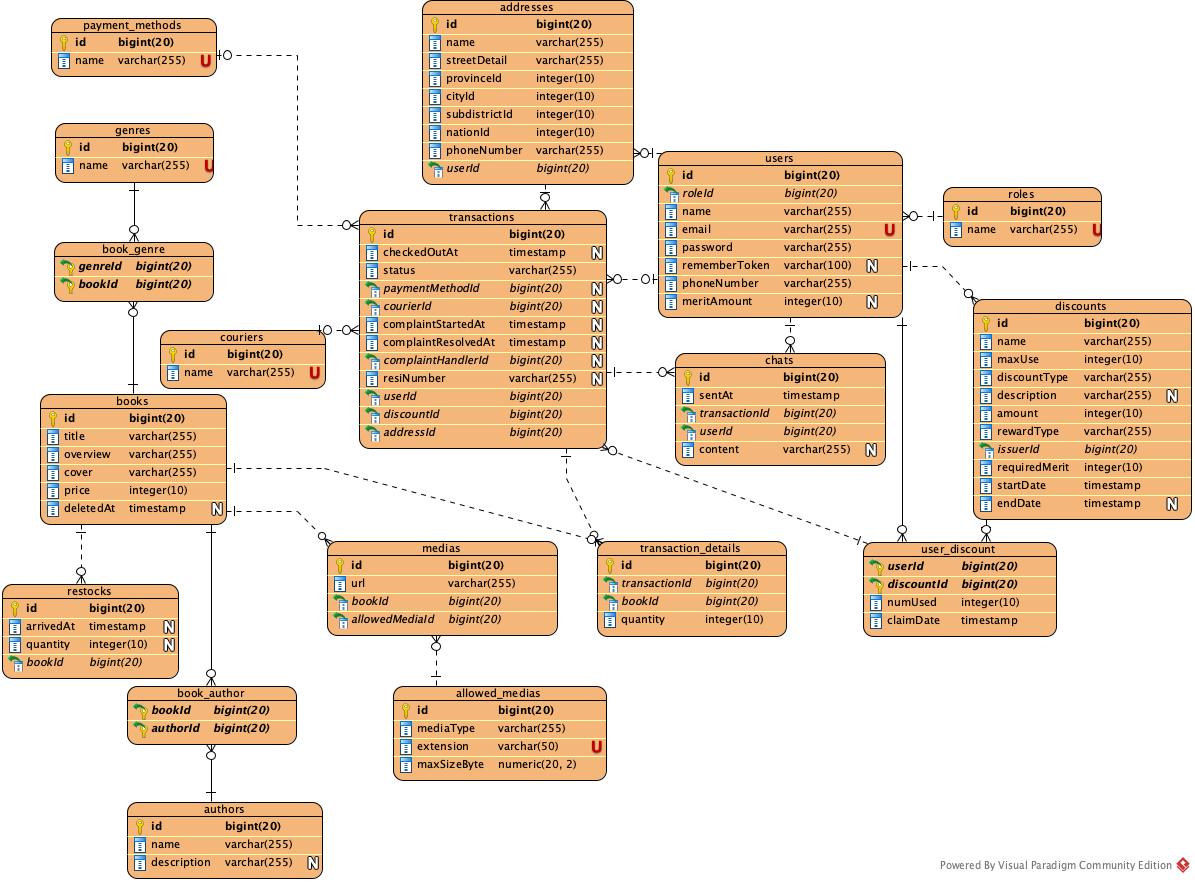 payment_methods
id bigint(20)
name varchar(255) U
addresses
id bigint(20)
name varchar(255)
streetDetail varchar(255)
provinceId integer(10)
cityId integer(10)
subdistrictId integer(10)
nationId integer(10)
phoneNumber varchar(255)
userId bigint(20)
genres
id bigint(20)
name varchar(255) U
users
id bigint(20)
roleId bigint(20)
name varchar(255)
email varchar(255) U
password varchar(255)
rememberToken varchar(100) N
phoneNumber varchar(255)
meritAmount integer(10) N
roles
id bigint(20)
name varchar(255) U
transactions
id bigint(20)
checkedOutAt timestamp N
status varchar(255)
paymentMethodId bigint(20) N
courierId bigint(20) N
complaintStartedAt timestamp N
complaintResolvedAt timestamp N
complaintHandlerId bigint(20) N
resiNumber varchar(255) N
userId bigint(20)
discountId bigint(20)
addressId bigint(20)
book_genre
genreId bigint(20)
bookId bigint(20)
couriers
id bigint(20)
name varchar(255) U
discounts
id bigint(20)
name varchar(255)
maxUse integer(10)
discountType varchar(255)
description varchar(255) N
amount integer(10)
rewardType varchar(255)
issuerId bigint(20)
requiredMerit integer(10)
startDate timestamp
endDate timestamp N
chats
id bigint(20)
sentAt timestamp
transactionId bigint(20)
userId bigint(20)
content varchar(255) N
books
id bigint(20)
title varchar(255)
overview varchar(255)
cover varchar(255)
price integer(10)
deletedAt timestamp N
medias
id bigint(20)
url varchar(255)
bookId bigint(20)
allowedMediaId bigint(20)
transaction_details
id bigint(20)
transactionId bigint(20)
bookId bigint(20)
quantity integer(10)
user_discount
userId bigint(20)
discountId bigint(20)
numUsed integer(10)
claimDate timestamp
restocks
id bigint(20)
arrivedAt timestamp N
quantity integer(10) N
bookId bigint(20)
book_author
bookId bigint(20)
authorId bigint(20)
allowed_medias
id bigint(20)
mediaType varchar(255)
extension varchar(50) U
maxSizeByte numeric(20, 2)
authors
id bigint(20)
name varchar(255)
description varchar(255) N
Powered By Visual Paradigm Community Edition